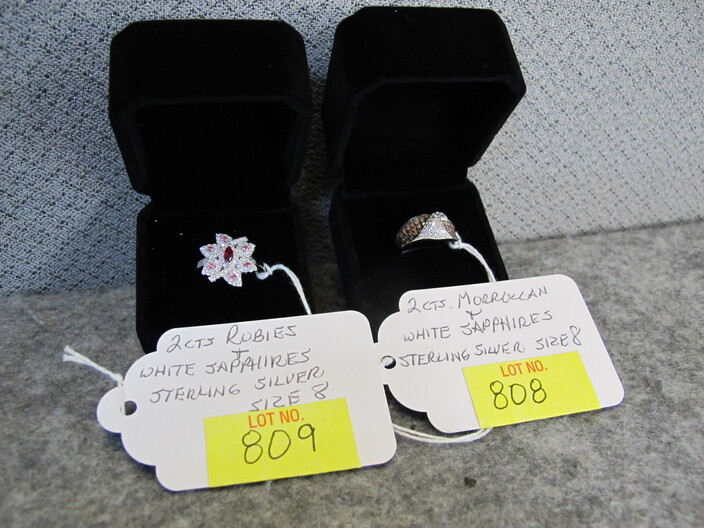 2CTS RUBIES
+
WHITE SAPPHIRES
STERLING SILVER
SIZE 8
LOT NO.
809
2CTS. MORROCCAN
+
WHITE SAPPHIRES
STERLING SILVER SIZE 8
LOT NO.
808